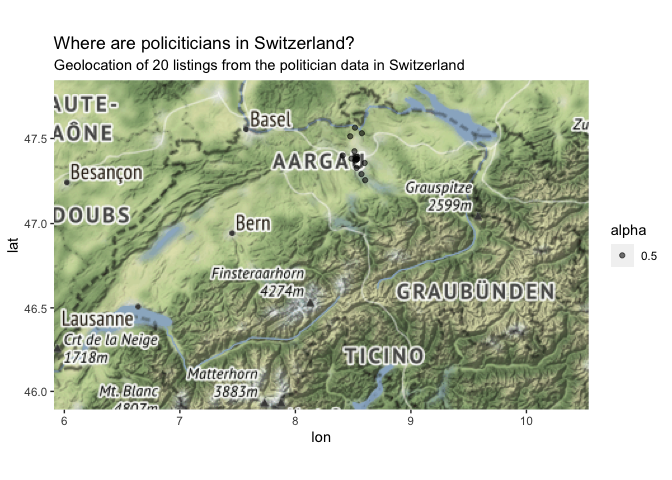 Where are policiticians in Switzerland?
Geolocation of 20 listings from the politician data in Switzerland
AUTE-
AÔNE
Basel
Zu
47.5
AARGAU
Besançon
Grauspitze
2599m
DOUBS
47.0
Bern
lat
alpha
0.5
Finsteraarhorn
4274m
GRAUBÜNDEN
46.5
Lausanne
Crt de la Neige
1718m
TICINO
Matterhorn
3883m
Mt. Blanc
4807m
46.0
6
7
8
9
10
lon